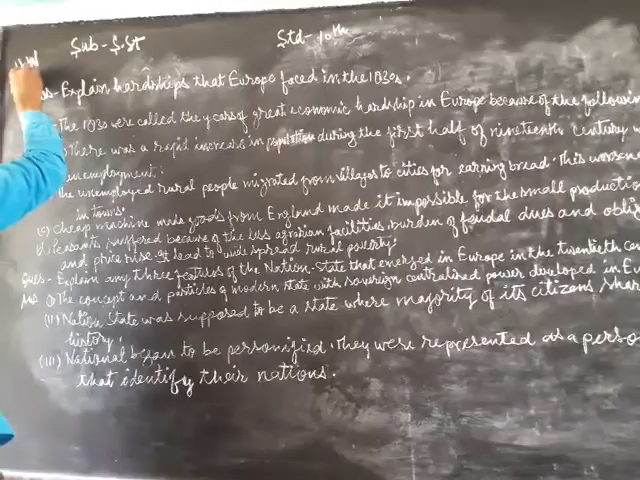 H.W Sub - S.ST Std - 10th
Ques - Explain hardships that Europe faced in the 1830s.
The 1830s were called the years of great economic hardship in Europe because of the following
There was a rapid increase in population during the first half of nineteenth century
unemployment.
the unemployed rural people migrated from villages to cities for earning bread. This worsene
in towns.
(c) Cheap machine made goods from England made it impossible for the small production
d) Peasants suffered because of the less agrarian facilities, burden of feudal dues and obli
and price rise. It lead to wide spread rural poverty.
Ques - Explain any three features of the Nation-State that emerged in Europe in the twentieth cen
Ans (i) The concept and particles of modern state with sovereign centralised power developed in Eu
(ii) Nation State was supposed to be a state where majority of its citizens shar
history.
(iii) National began to be personified. They were represented as a perso
that identify their nations.